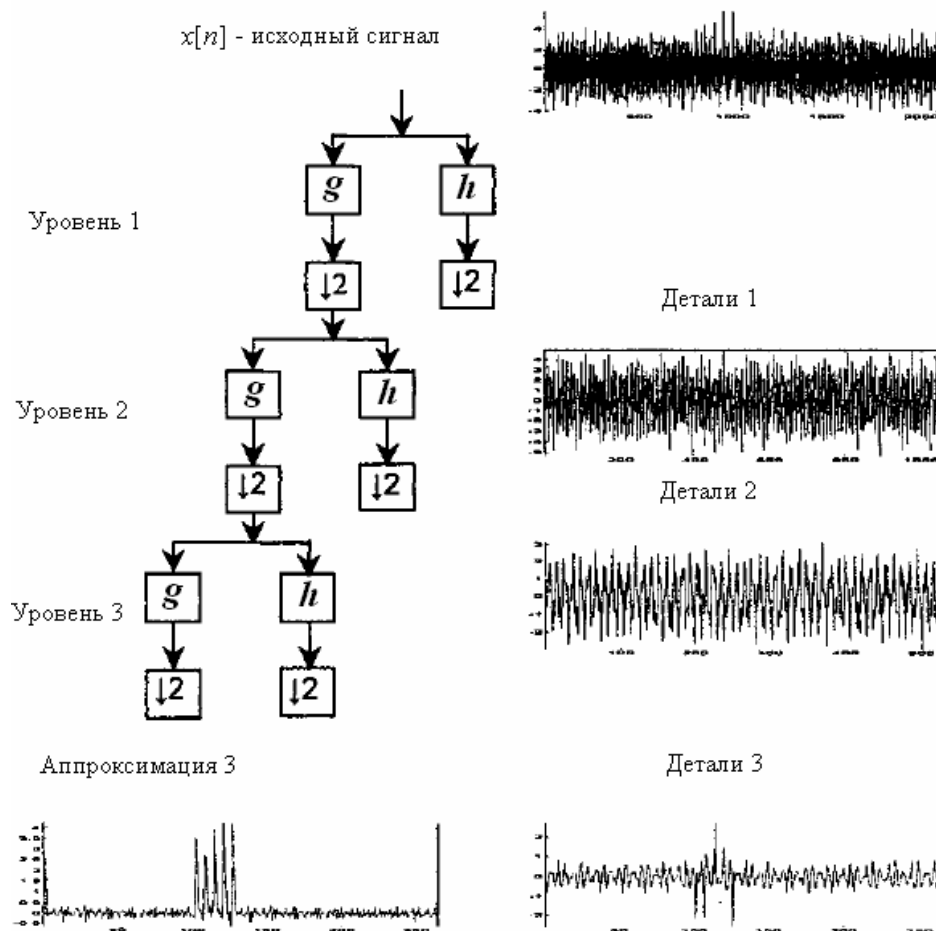 x[n] - исходный сигнал
g
h
Уровень 1
↓2
↓2
Детали 1
g
h
Уровень 2
↓2
↓2
Детали 2
g
h
Уровень 3
↓2
↓2
Аппроксимация 3
Детали 3